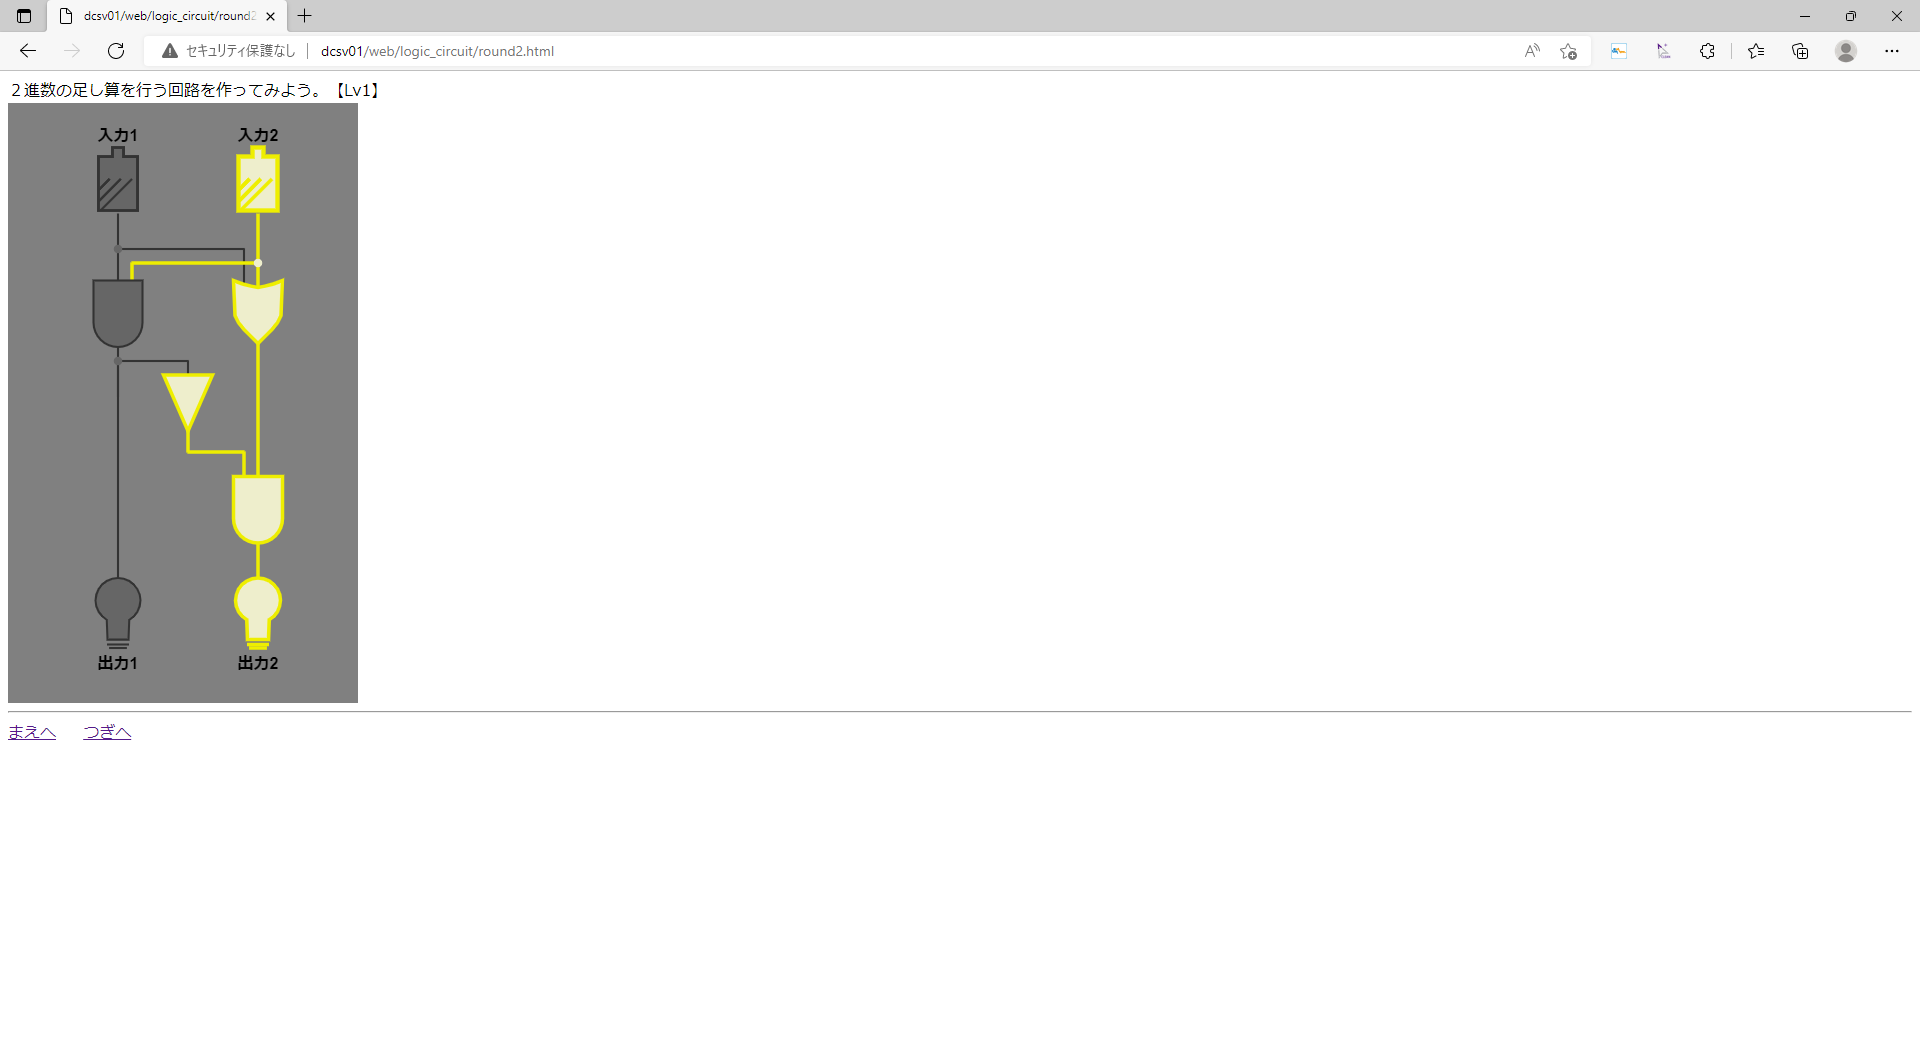 dcsv01/web/logic_circuit/round2
セキュリティ保護なし | dcsv01/web/logic_circuit/round2.html
２進数の足し算を行う回路を作ってみよう。【Lv1】
入力1 入力2
出力1 出力2
まえへ つぎへ